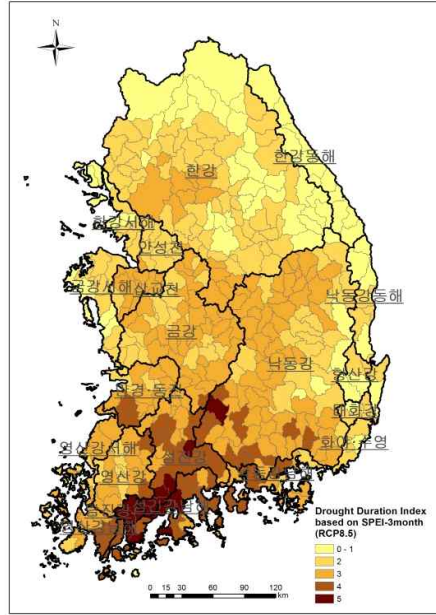 N
한강동해
한강
한강서해
안성천
금강서해
삽교천
낙동강동해
금강
낙동강
형산강
만경·동진
태화강
회야·수영
영산강서해
섬진강
영산강
Drought Duration Index
based on SPEI-3month
(RCP8.5)
0 - 1
2
3
4
5
0 15 30 60 90 120
km